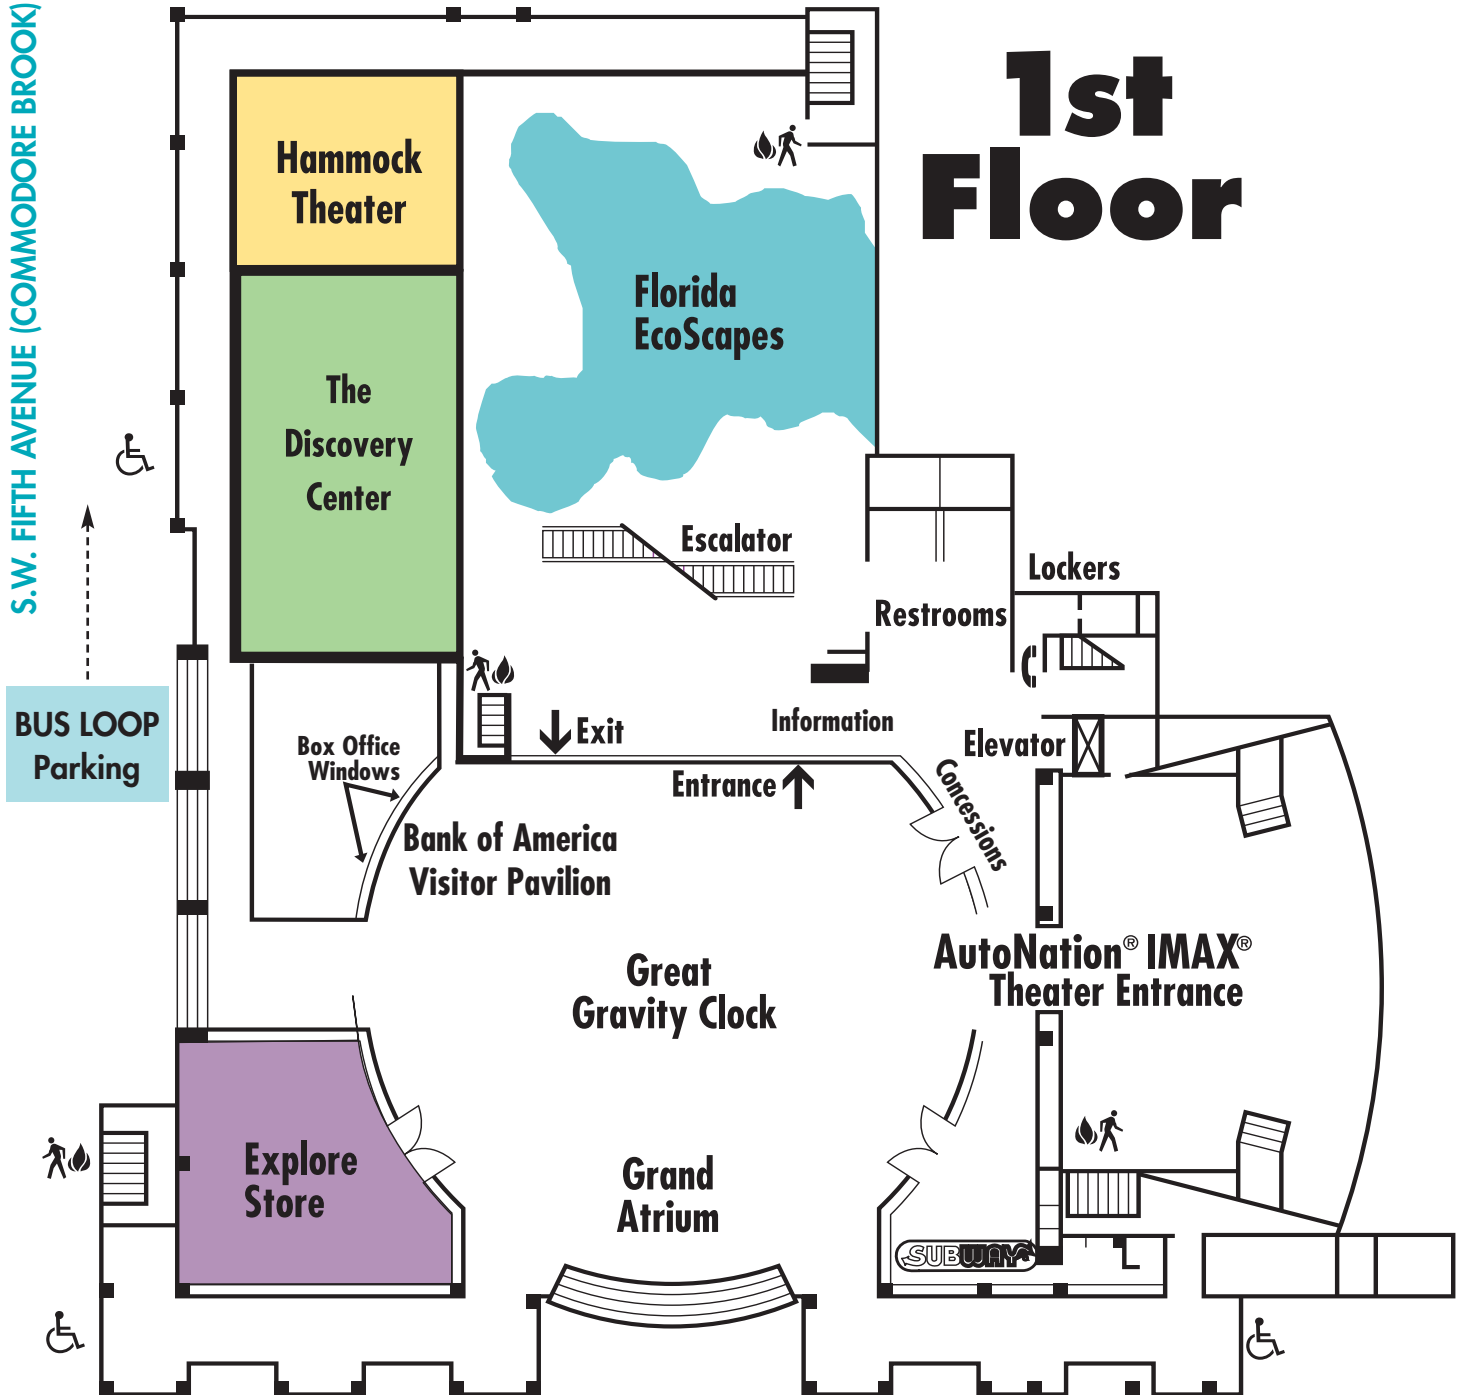 1st
Floor
S.W. FIFTH AVENUE (COMMODORE BROOK)
Hammock
Theater
Florida
EcoScapes
The
Discovery
Center
Escalator
Lockers
Restrooms
BUS LOOP
Parking
Information
Exit
Elevator
Box Office
Windows
Entrance
Concessions
Bank of America
Visitor Pavilion
AutoNation® IMAX®
Theater Entrance
Great
Gravity Clock
Explore
Store
Grand
Atrium
SUBWAY